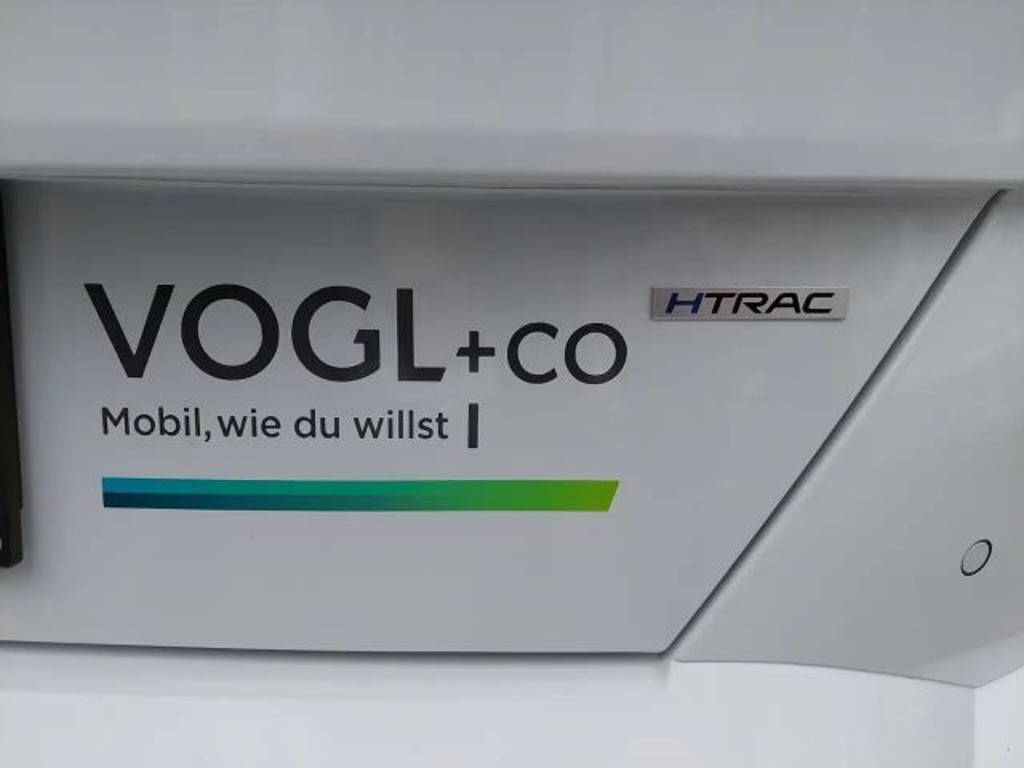 VOGL+CO
HTRAC
Mobil, wie du willst